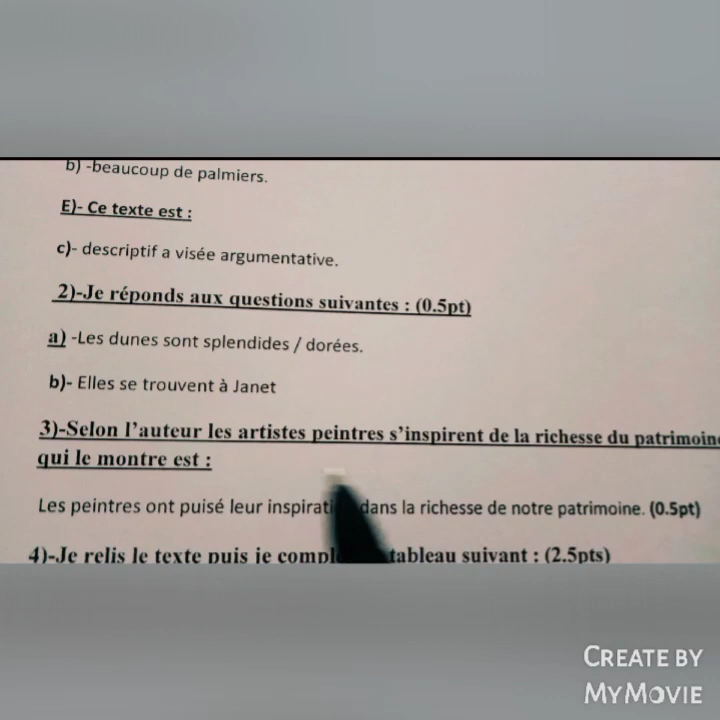 b) -beaucoup de palmiers.
E)- Ce texte est :
c)- descriptif a visée argumentative.
2)-Je réponds aux questions suivantes : (0.5pt)
a) -Les dunes sont splendides / dorées.
b)- Elles se trouvent à Janet
3)-Selon l'auteur les artistes peintres s'inspirent de la richesse du patrimoine
qui le montre est :
Les peintres ont puisé leur dans la richesse de notre patrimoine. (0.5pt)
4)-Je relis le texte puis je tableau suivant : (2.5pts)
CREATE BY
MYMOVIE